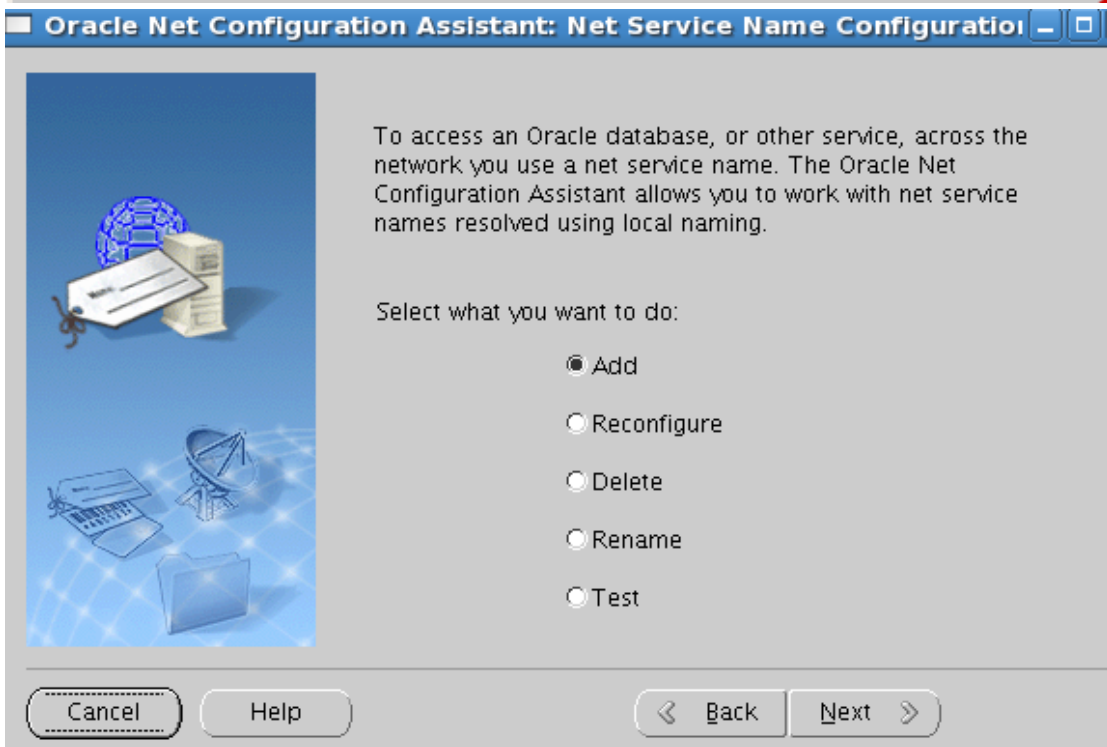 Oracle Net Configuration Assistant: Net Service Name Configuration
To access an Oracle database, or other service, across the
network you use a net service name. The Oracle Net
Configuration Assistant allows you to work with net service
names resolved using local naming.
Select what you want to do:
Add
Reconfigure
Delete
Rename
Test
Cancel
Help
Back
Next